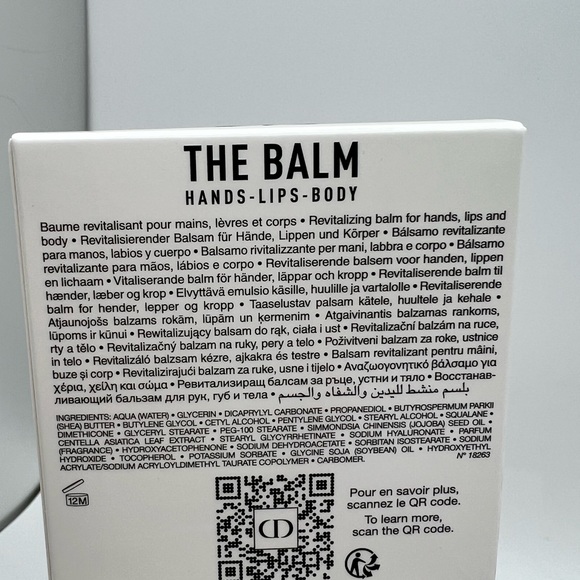 THE BALM
HANDS-LIPS-BODY
Baume revitalisant pour mains, lèvres et corps • Revitalizing balm for hands, lips and
body • Revitalisierender Balsam für Hände, Lippen und Körper • Bálsamo revitalizante
para manos, labios y cuerpo • Balsamo rivitalizzante per mani, labbra e corpo • Bálsamo
revitalizante para mãos, lábios e corpo • Revitaliserende balsem voor handen, lippen
en lichaam • Vitaliserande balm för händer, läppar och kropp • Revitaliserende balm til
hænder, læber og krop • Elvyttävä emulsio käsille, huulille ja vartalolle • Revitaliserende
balm for hender, lepper og kropp • Taaselustav palsam kätele, huultele ja kehale •
Atjaunojošs balzams rokām, lūpām un ķermenim • Atgaivinantis balzamas rankoms,
lūpoms ir kūnui • Rewitalizujący balsam do rąk, ciała i ust • Revitalizační balzám na ruce,
rty a tělo • Revitalizačný balzam na ruky, pery a telo • Poživitveni balzam za roke, ustnice
in telo • Revitalizáló balzsam kézre, ajkakra és testre • Balsam revitalizant pentru mâini,
buze şi corp • Revitalizirajući balzam za ruke, usne i tijelo • Αναζωογονητικό βάλσαμο για
χέρια, χείλη και σώμα • Ревитализиращ балсам за ръце, устни и тяло • Восстанав-
ливающий бальзам для рук, губ и тела • بلسم منشط لليدين والشفاه والجسم
INGREDIENTS: AQUA (WATER) • GLYCERIN • DICAPRYLYL CARBONATE • PROPANEDIOL • BUTYROSPERMUM PARKII
(SHEA) BUTTER • BUTYLENE GLYCOL • CETYL ALCOHOL • PENTYLENE GLYCOL • STEARYL ALCOHOL • SQUALANE •
DIMETHICONE • GLYCERYL STEARATE • PEG-100 STEARATE • SIMMONDSIA CHINENSIS (JOJOBA) SEED OIL •
CENTELLA ASIATICA LEAF EXTRACT • STEARYL GLYCYRRHETINATE • SODIUM HYALURONATE • PARFUM
(FRAGRANCE) • HYDROXYACETOPHENONE • SODIUM DEHYDROACETATE • SORBITAN ISOSTEARATE • SODIUM
HYDROXIDE • TOCOPHEROL • POTASSIUM SORBATE • GLYCINE SOJA (SOYBEAN) OIL • HYDROXYETHYL
ACRYLATE/SODIUM ACRYLOYLDIMETHYL TAURATE COPOLYMER • CARBOMER. N° 18263
12M
CD
Pour en savoir plus,
scannez le QR code.
To learn more,
scan the QR code.